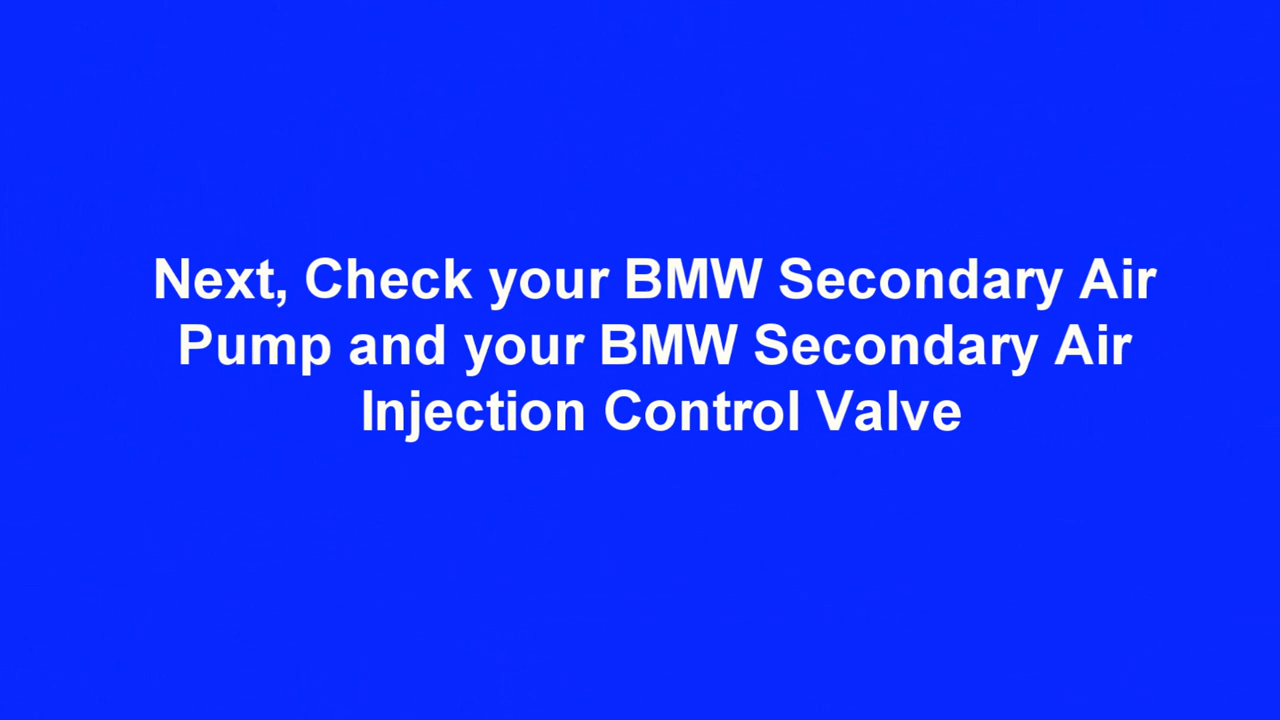 Next, Check your BMW Secondary Air
Pump and your BMW Secondary Air
Injection Control Valve